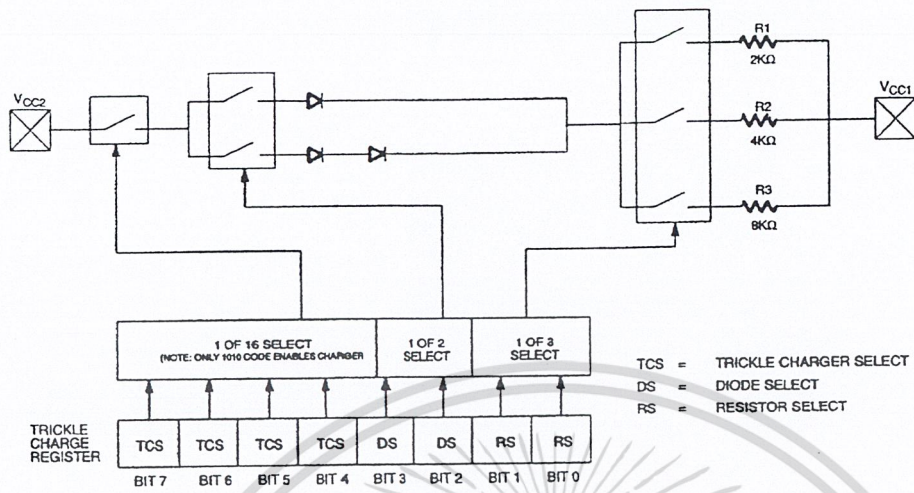 R1
2KΩ
VCC2
VCC1
R2
4KΩ
R3
8KΩ
1 OF 16 SELECT
(NOTE: ONLY 1010 CODE ENABLES CHARGER
1 OF 2
SELECT
1 OF 3
SELECT
TCS = TRICKLE CHARGER SELECT
DS = DIODE SELECT
RS = RESISTOR SELECT
TRICKLE
CHARGE
REGISTER
TCS TCS TCS TCS DS DS RS RS
BIT 7 BIT 6 BIT 5 BIT 4 BIT 3 BIT 2 BIT 1 BIT 0